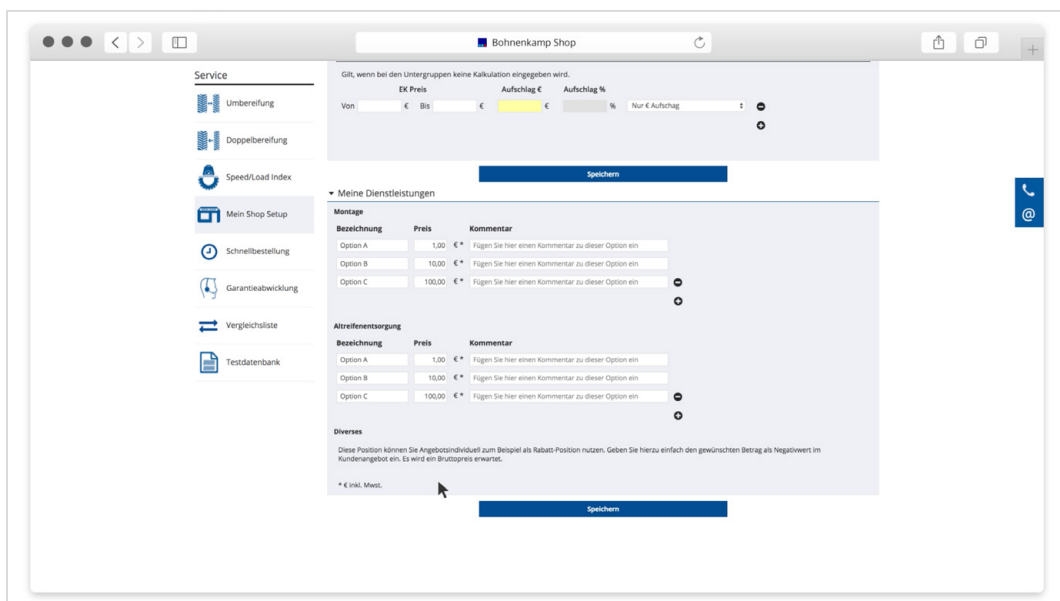 Bohnenkamp Shop
Service
Umbereifung
Doppelbereifung
Speed/Load Index
Mein Shop Setup
Schnellbestellung
Garantieabwicklung
Vergleichsliste
Testdatenbank
Gilt, wenn bei den Untergruppen keine Kalkulation eingegeben wird.
EK Preis Aufschlag € Aufschlag %
Von € Bis € € % Nur € Aufschag
Speichern
Meine Dienstleistungen
Montage
Bezeichnung Preis Kommentar
Option A 1,00 € * Fügen Sie hier einen Kommentar zu dieser Option ein
Option B 10,00 € * Fügen Sie hier einen Kommentar zu dieser Option ein
Option C 100,00 € * Fügen Sie hier einen Kommentar zu dieser Option ein
Altreifenentsorgung
Bezeichnung Preis Kommentar
Option A 1,00 € * Fügen Sie hier einen Kommentar zu dieser Option ein
Option B 10,00 € * Fügen Sie hier einen Kommentar zu dieser Option ein
Option C 100,00 € * Fügen Sie hier einen Kommentar zu dieser Option ein
Diverses
Diese Position können Sie Angebotsindividuell zum Beispiel als Rabatt-Position nutzen. Geben Sie hierzu einfach den gewünschten Betrag als Negativwert im
Kundenangebot ein. Es wird ein Bruttopreis erwartet.
* € inkl. Mwst.
Speichern
@